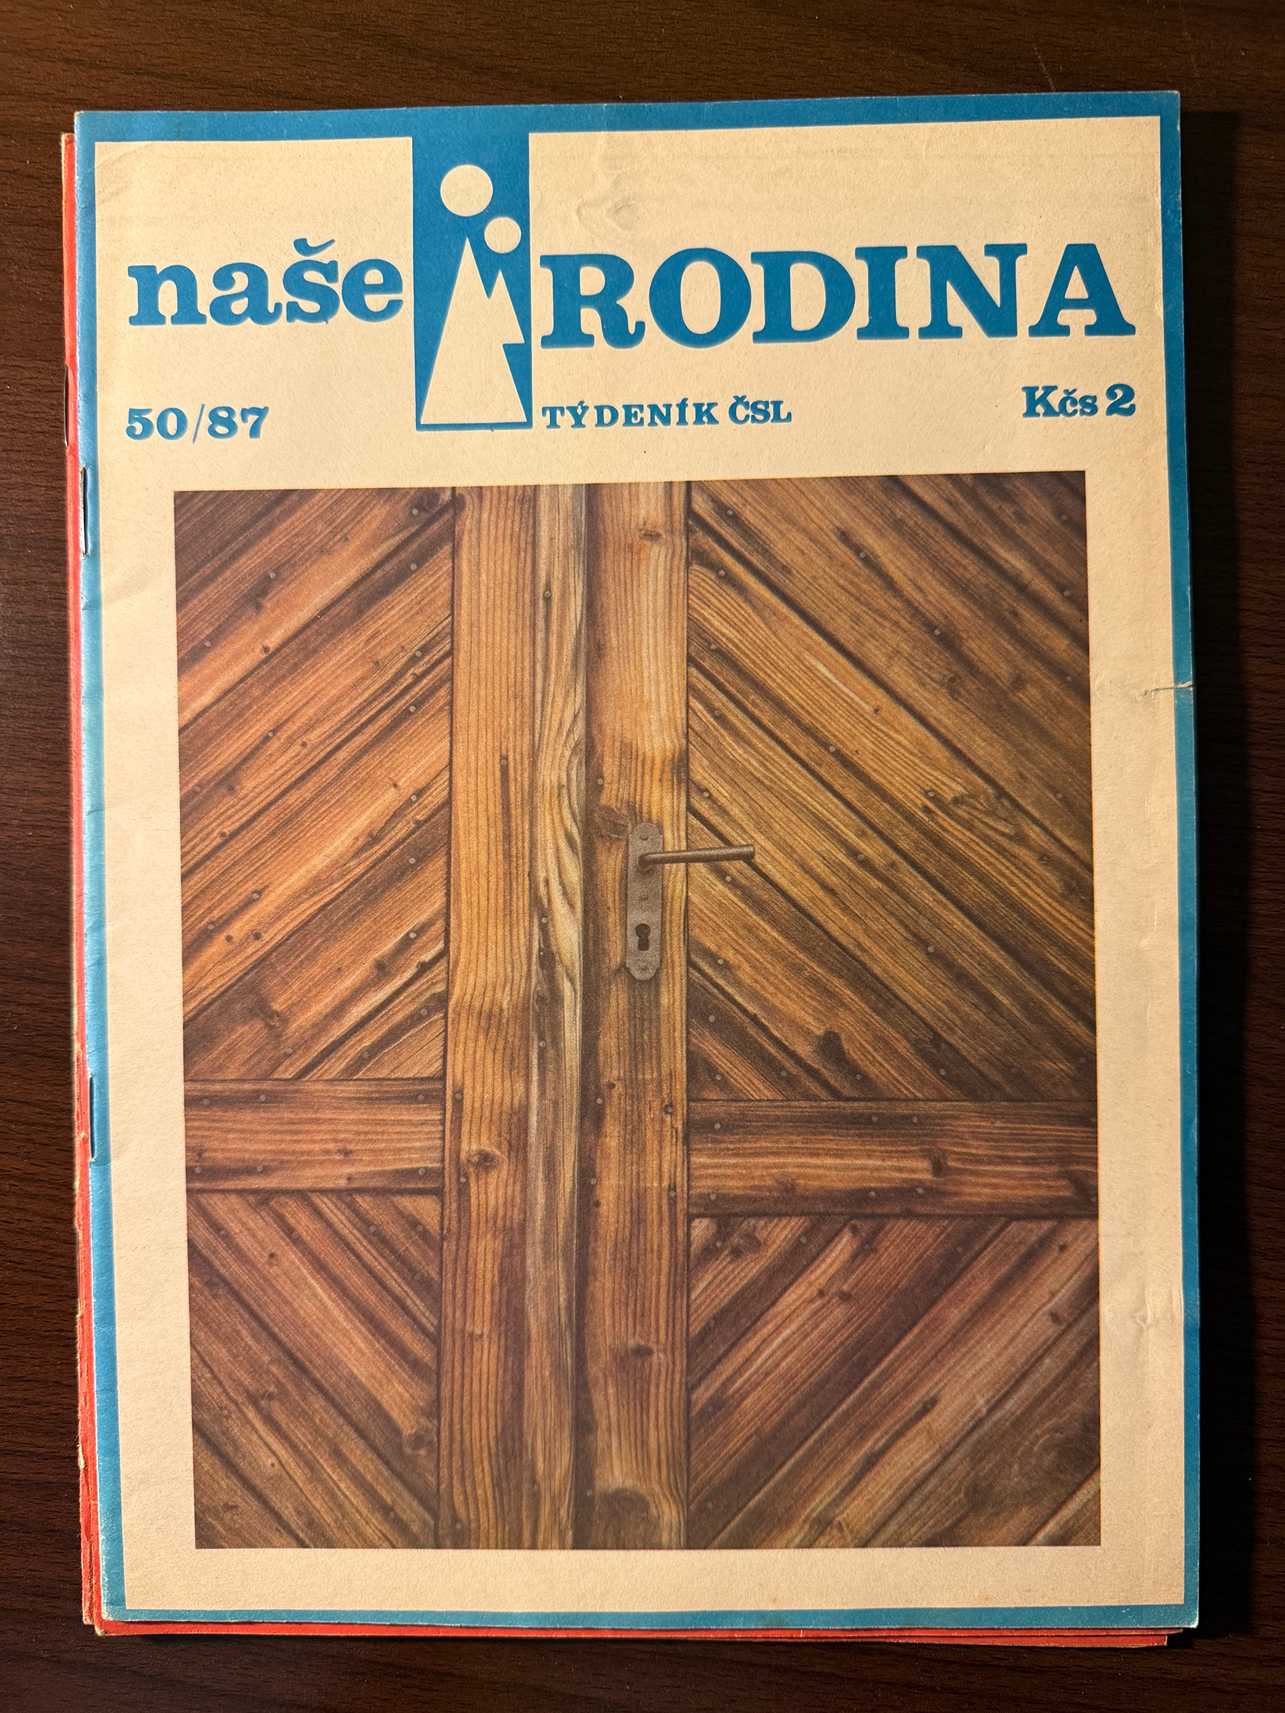 naše RODINA
50/87
TÝDENÍK ČSL
Kčs 2